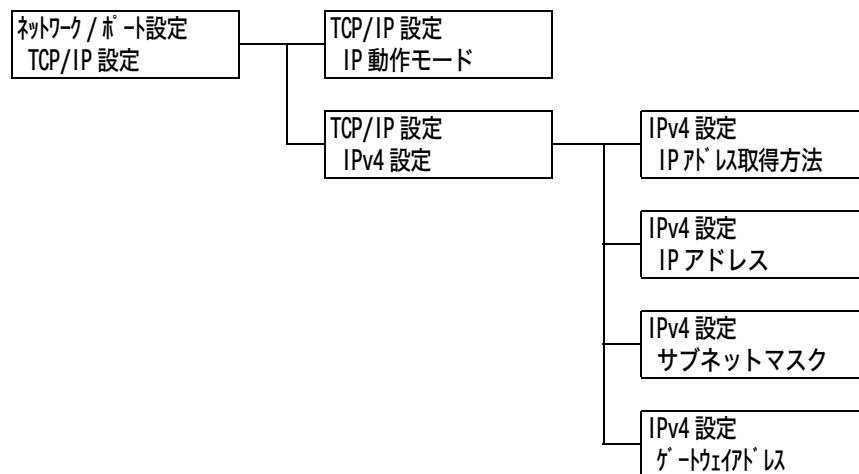 ﾈｯﾄﾜｰｸ / ﾎﾟｰﾄ設定
TCP/IP 設定
TCP/IP 設定
IP 動作モード
TCP/IP 設定
IPv4 設定
IPv4 設定
IP ｱﾄﾞﾚｽ取得方法
IPv4 設定
IP アドレス
IPv4 設定
サブネットマスク
IPv4 設定
ｹﾞｰﾄｳｪｲｱﾄﾞﾚｽ